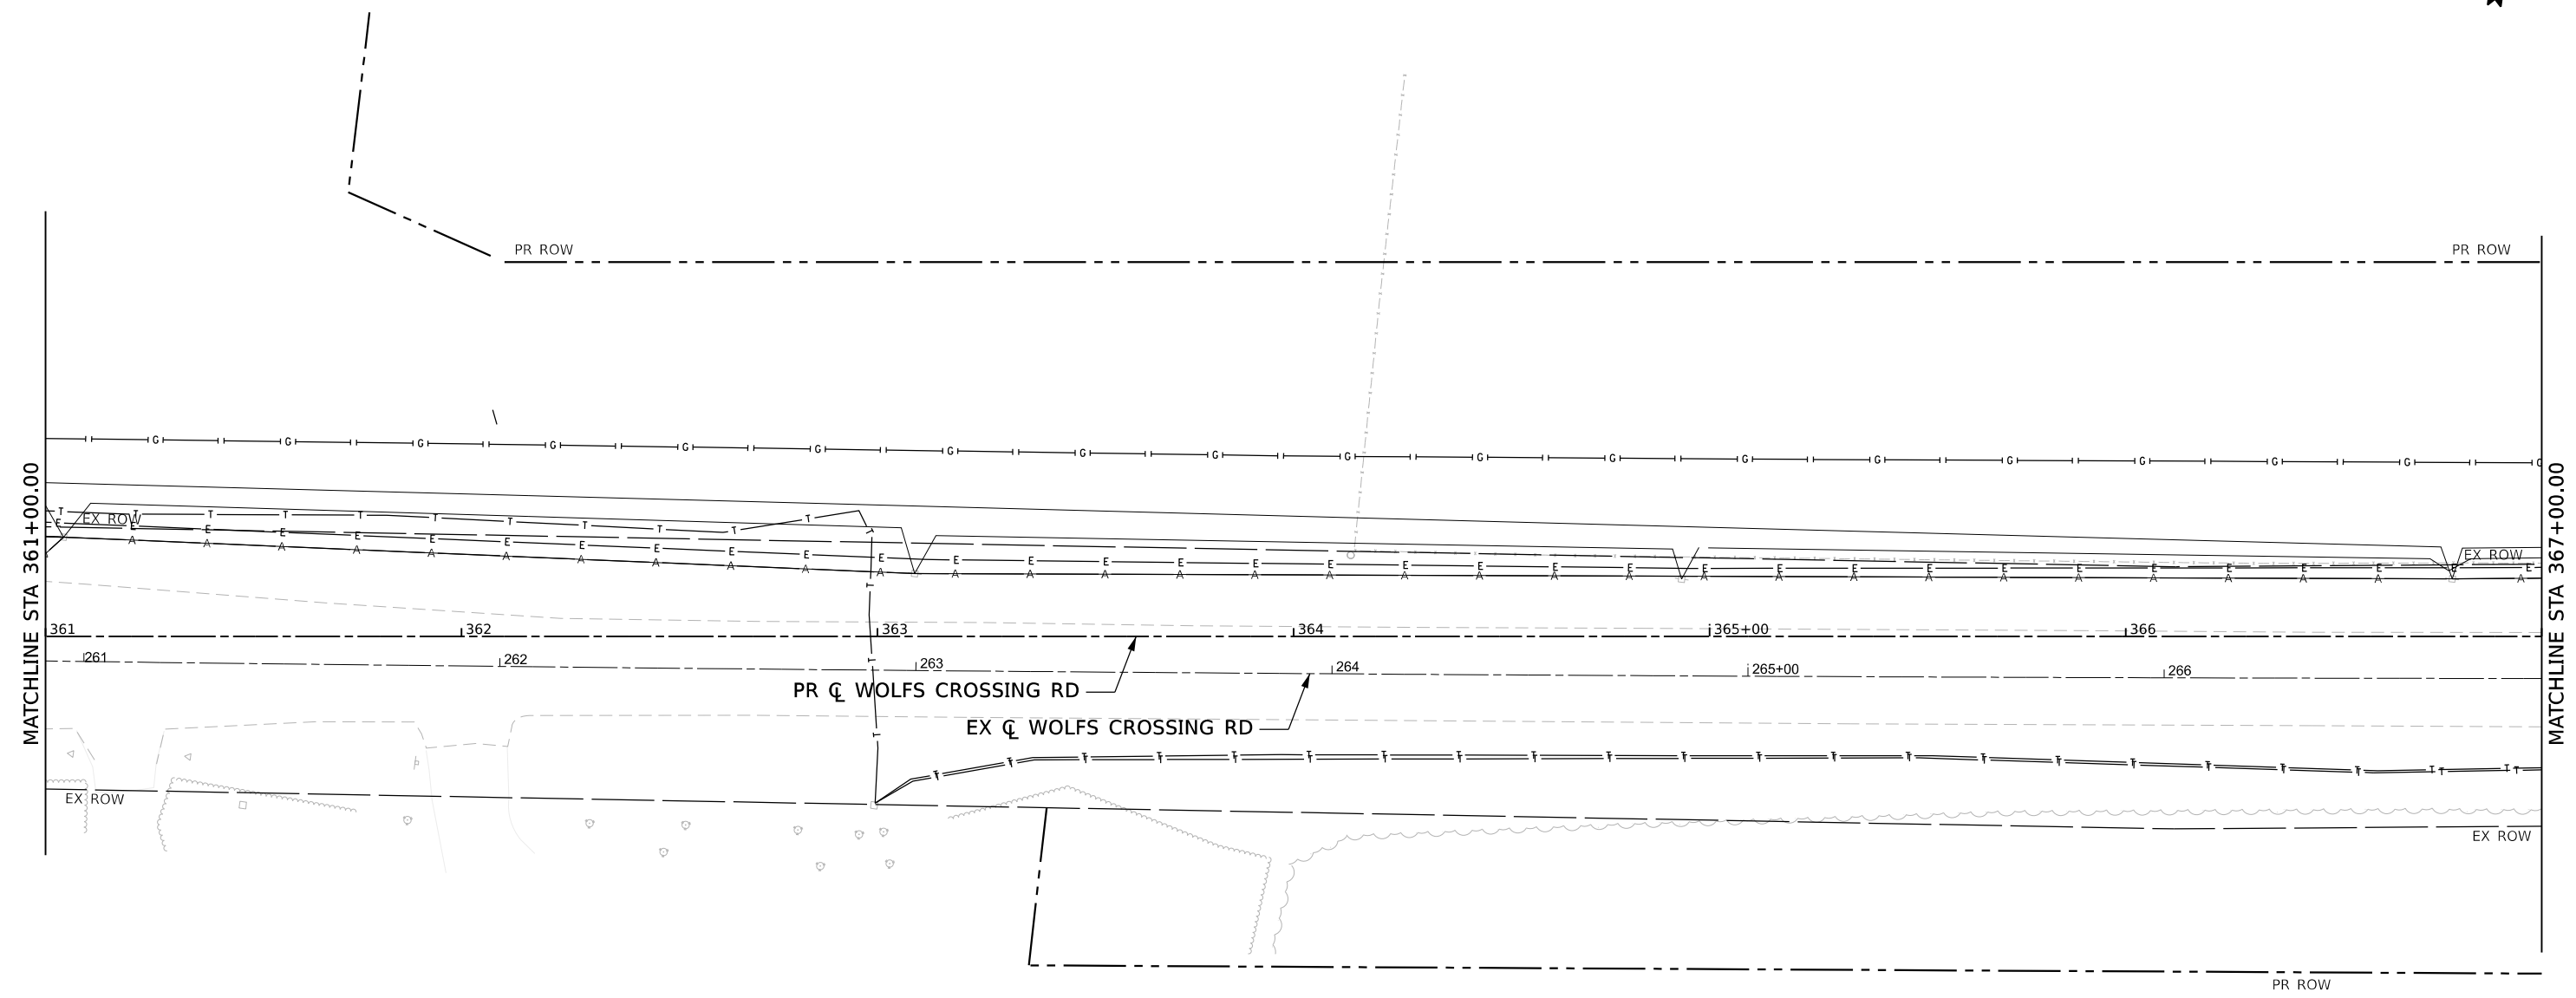 PR ROW
PR ROW
G G G G G G G G G G G G G G G G G G G
T T T T T T T T T T T
EX ROW
E E E E E E E E E E E E E E E E E E E E E E E E E E E E E E E E E E
EX ROW
A A A A A A A A A A A A A A A A A A A A A A A A A A A A A A A A
361 362 363 364 365+00 366
261 262 263 264 265+00 266
T
T
T
PR CL WOLFS CROSSING RD
EX CL WOLFS CROSSING RD
T T T T T T T T T T T T T T T T T T T T T T
EX ROW
EX ROW
PR ROW
MATCHLINE STA 361+00.00
MATCHLINE STA 367+00.00